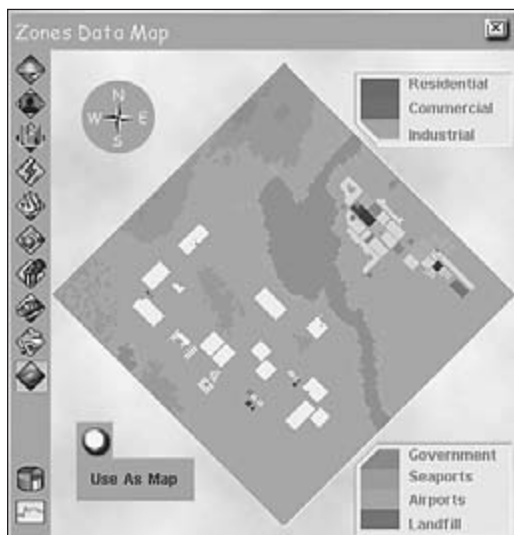 Zones Data Map
N
W E
S
Residential
Commercial
Industrial
Use As Map
Government
Seaports
Airports
Landfill